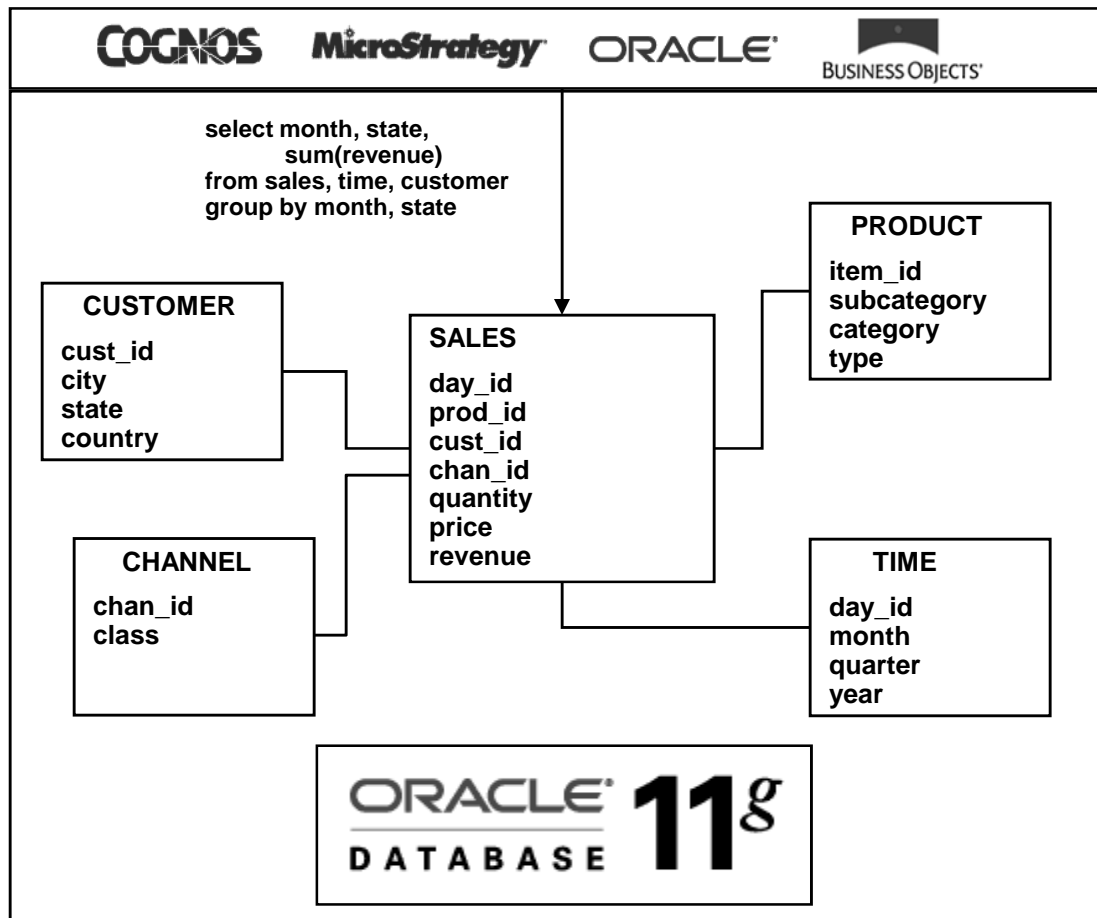 COGNOS MicroStrategy ORACLE® BUSINESS OBJECTS®
select month, state,
sum(revenue)
from sales, time, customer
group by month, state
CUSTOMER
cust_id
city
state
country
CHANNEL
chan_id
class
SALES
day_id
prod_id
cust_id
chan_id
quantity
price
revenue
PRODUCT
item_id
subcategory
category
type
TIME
day_id
month
quarter
year
ORACLE®
DATABASE
11g